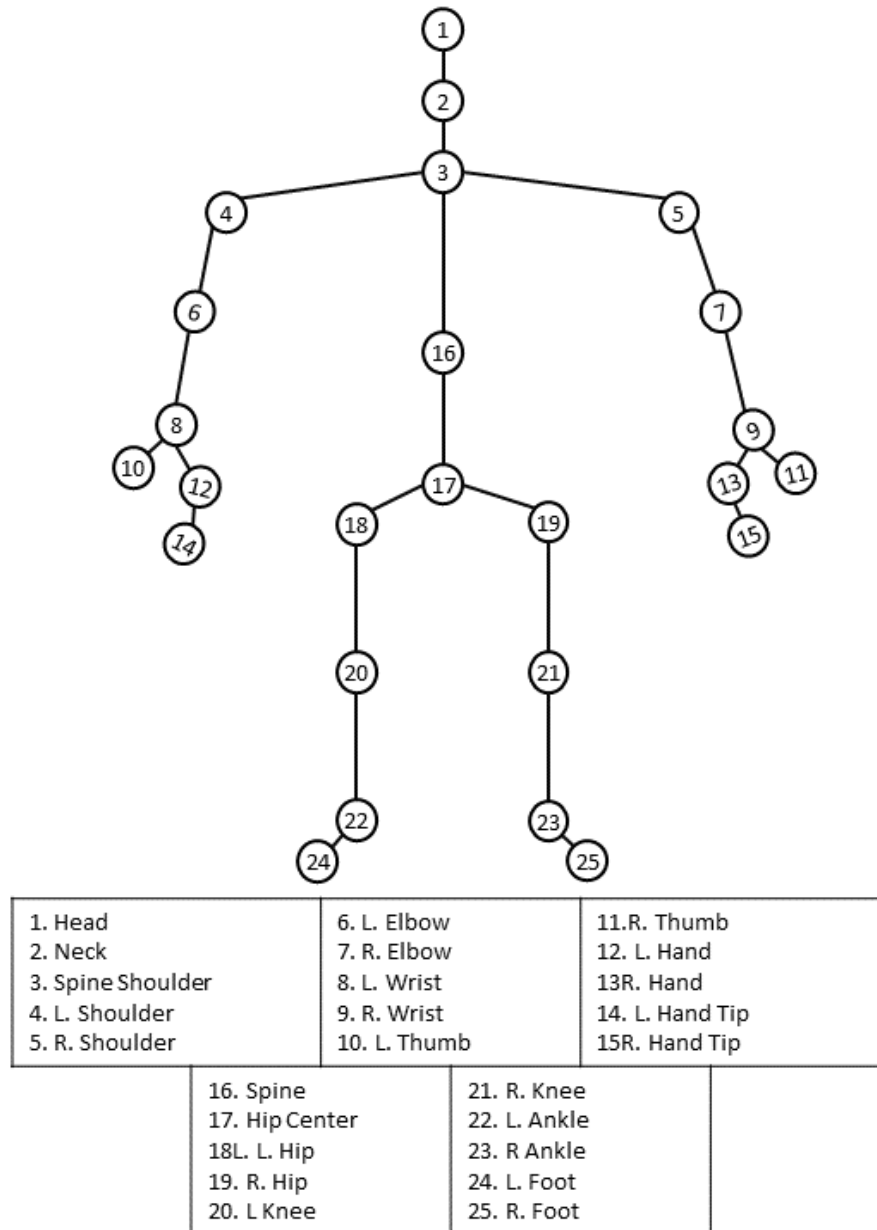 1
2
3
4
5
6
7
16
8
9
10
12
13
11
17
14
15
18
19
20
21
22
23
24
25
1. Head
2. Neck
3. Spine Shoulder
4. L. Shoulder
5. R. Shoulder
6. L. Elbow
7. R. Elbow
8. L. Wrist
9. R. Wrist
10. L. Thumb
11.R. Thumb
12. L. Hand
13R. Hand
14. L. Hand Tip
15R. Hand Tip
16. Spine
17. Hip Center
18L. L. Hip
19. R. Hip
20. L Knee
21. R. Knee
22. L. Ankle
23. R Ankle
24. L. Foot
25. R. Foot